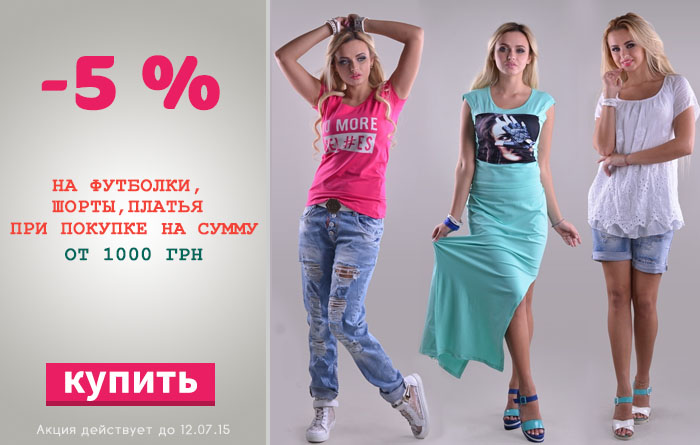 -5 %
НА ФУТБОЛКИ,
ШОРТЫ,ПЛАТЬЯ
ПРИ ПОКУПКЕ НА СУММУ
ОТ 1000 ГРН
КУПИТЬ
Акция действует до 12.07.15
MORE